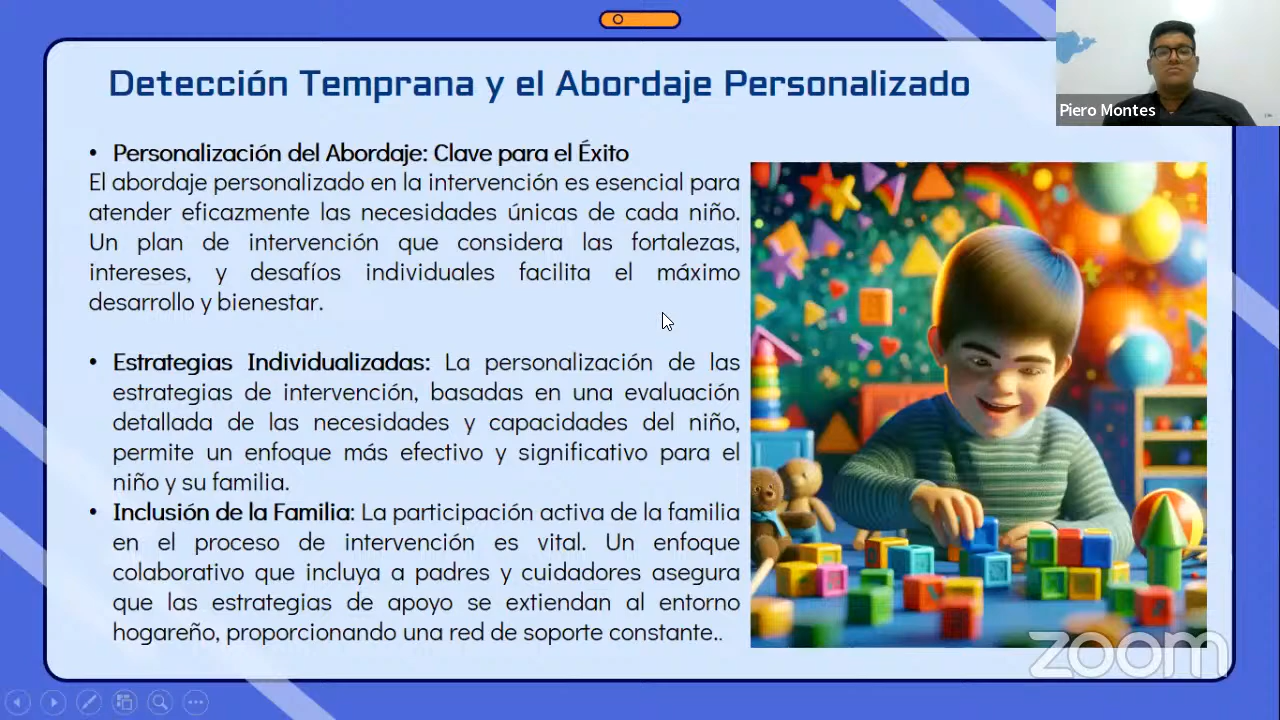 Detección Temprana y el Abordaje Personalizado
Piero Montes
• Personalización del Abordaje: Clave para el Éxito
El abordaje personalizado en la intervención es esencial para
atender eficazmente las necesidades únicas de cada niño.
Un plan de intervención que considera las fortalezas,
intereses, y desafíos individuales facilita el máximo
desarrollo y bienestar.
• Estrategias Individualizadas: La personalización de las
estrategias de intervención, basadas en una evaluación
detallada de las necesidades y capacidades del niño,
permite un enfoque más efectivo y significativo para el
niño y su familia.
• Inclusión de la Familia: La participación activa de la familia
en el proceso de intervención es vital. Un enfoque
colaborativo que incluya a padres y cuidadores asegura
que las estrategias de apoyo se extiendan al entorno
hogareño, proporcionando una red de soporte constante..
zoom